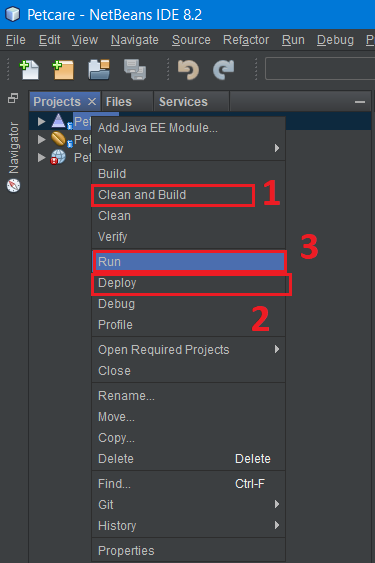 Petcare - NetBeans IDE 8.2
File Edit View Navigate Source Refactor Run Debug
Projects Files Services
Navigator
Pet
Pet
Pet
Add Java EE Module...
New
Build
Clean and Build 1
Clean
Verify
Run 3
Deploy
Debug
Profile 2
Open Required Projects
Close
Rename...
Move...
Copy...
Delete Delete
Find... Ctrl-F
Git
History
Properties